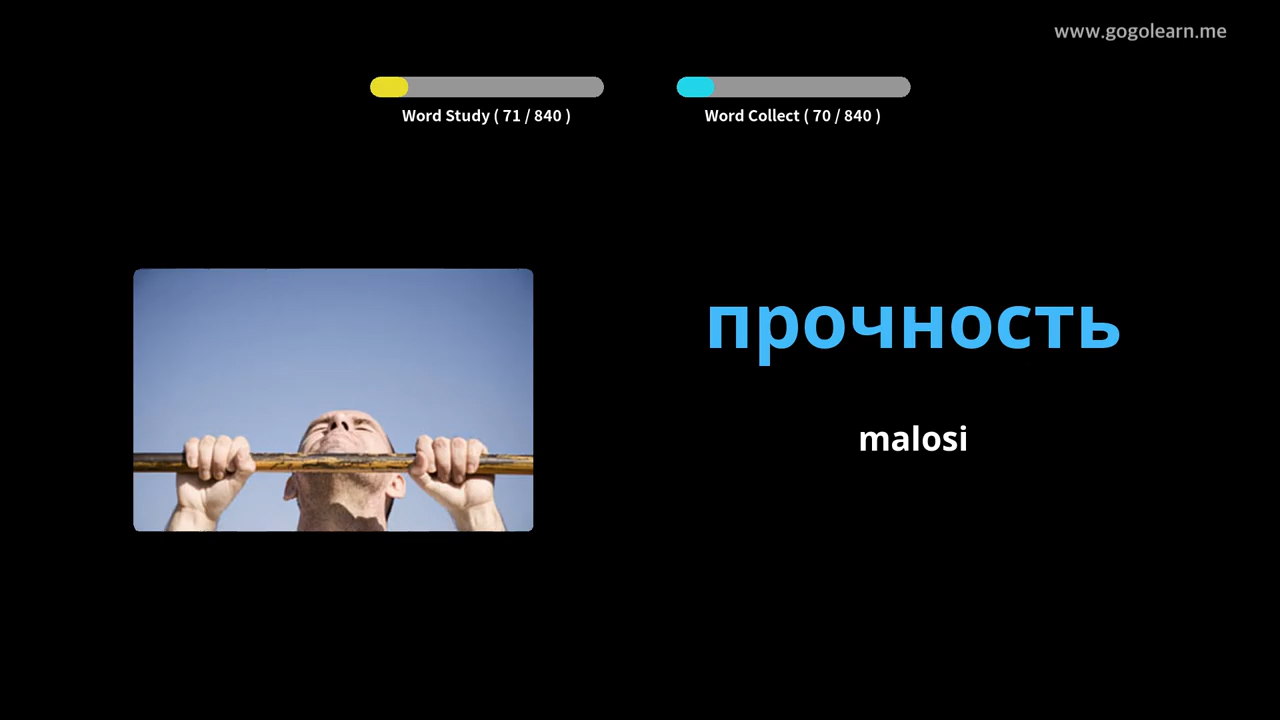 www.gogolearn.me
Word Study ( 71 / 840 )
Word Collect ( 70 / 840 )
прочность
malosi